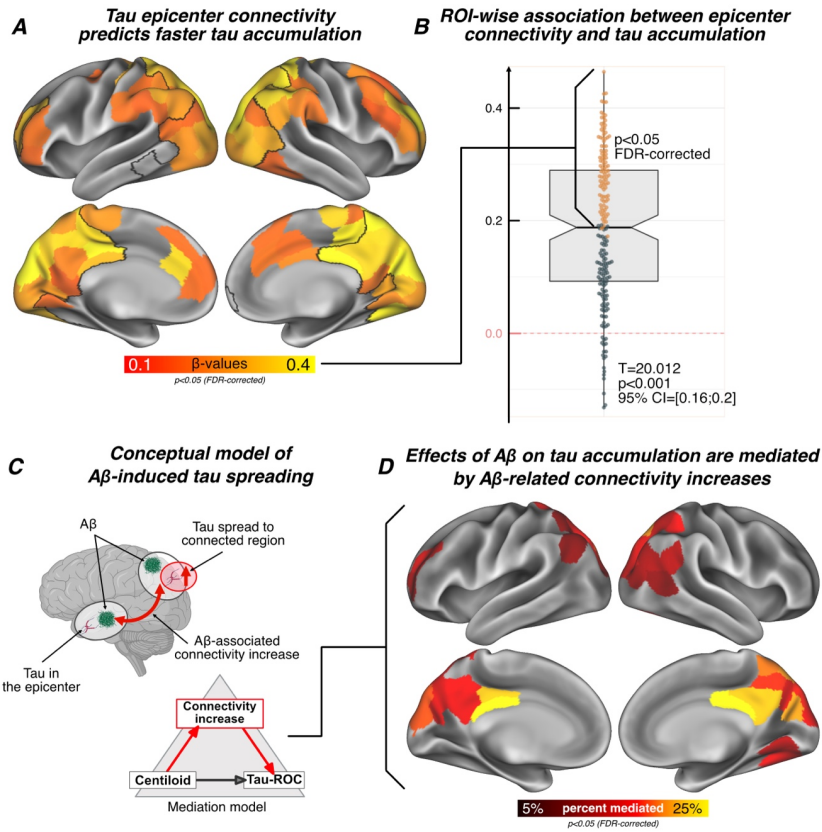 A
Tau epicenter connectivity
predicts faster tau accumulation
0.1 β-values 0.4
p<0.05 (FDR-corrected)
B
ROI-wise association between epicenter
connectivity and tau accumulation
0.4
0.2
0.0
p<0.05
FDR-corrected
T=20.012
p<0.001
95% CI=[0.16;0.2]
C
Conceptual model of
Aβ-induced tau spreading
Aβ
Tau spread to
connected region
Aβ-associated
connectivity increase
Tau in
the epicenter
Connectivity
increase
Centiloid
Tau-ROC
Mediation model
D
Effects of Aβ on tau accumulation are mediated
by Aβ-related connectivity increases
5% percent mediated 25%
p<0.05 (FDR-corrected)